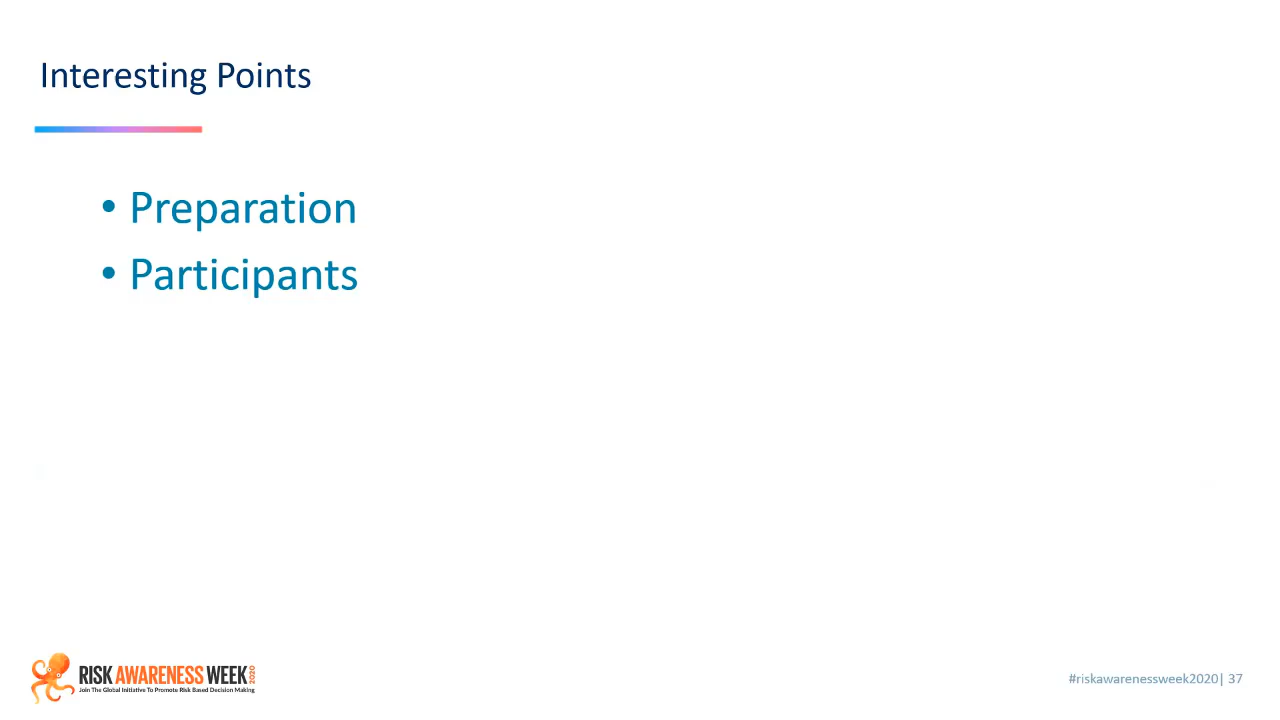 Interesting Points
• Preparation
• Participants
RISK AWARENESS WEEK 2020
Join The Global Initiative To Promote Risk Based Decision Making
#riskawarenessweek2020| 37